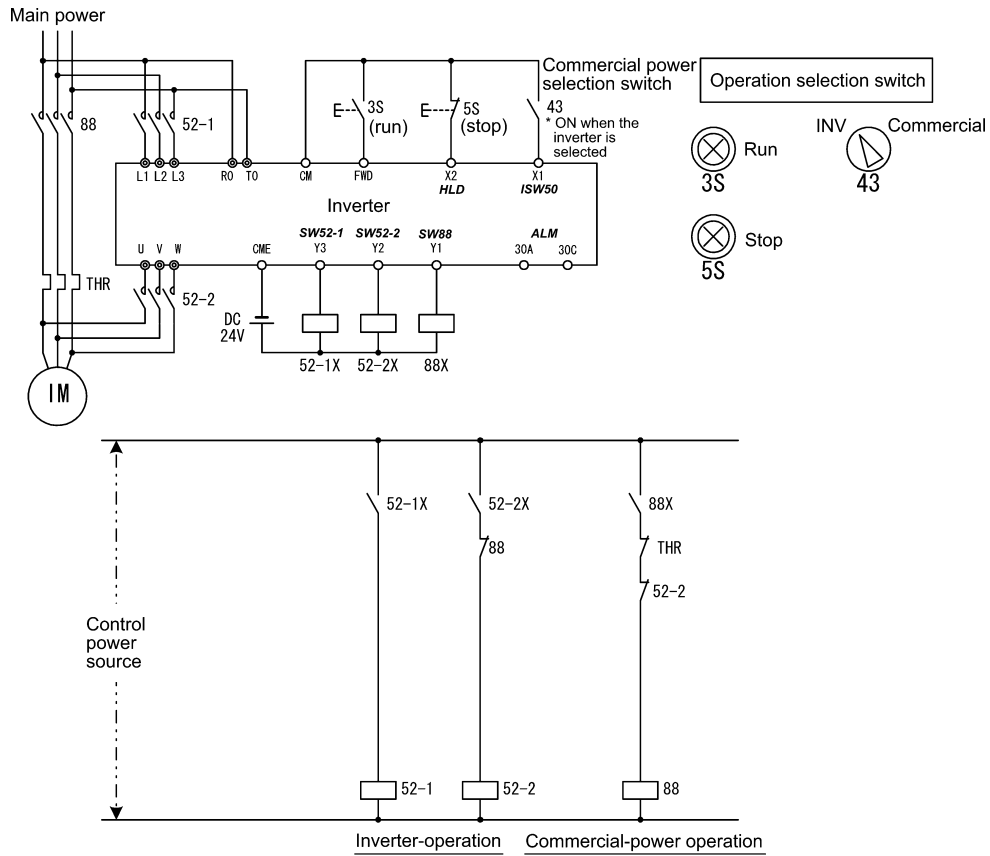 Main power
88
52-1
3S
(run)
5S
(stop)
Commercial power
selection switch
43
* ON when the
inverter is
selected
Operation selection switch
Run
3S
INV
Commercial
43
Stop
5S
L1 L2 L3
R0 T0
CM
FWD
X2
HLD
X1
ISW50
Inverter
U V W
CME
SW52-1
Y3
SW52-2
Y2
SW88
Y1
ALM
30A 30C
THR
52-2
DC
24V
52-1X
52-2X
88X
IM
52-1X
52-2X
88X
88
THR
52-2
Control
power
source
52-1
52-2
88
Inverter-operation
Commercial-power operation